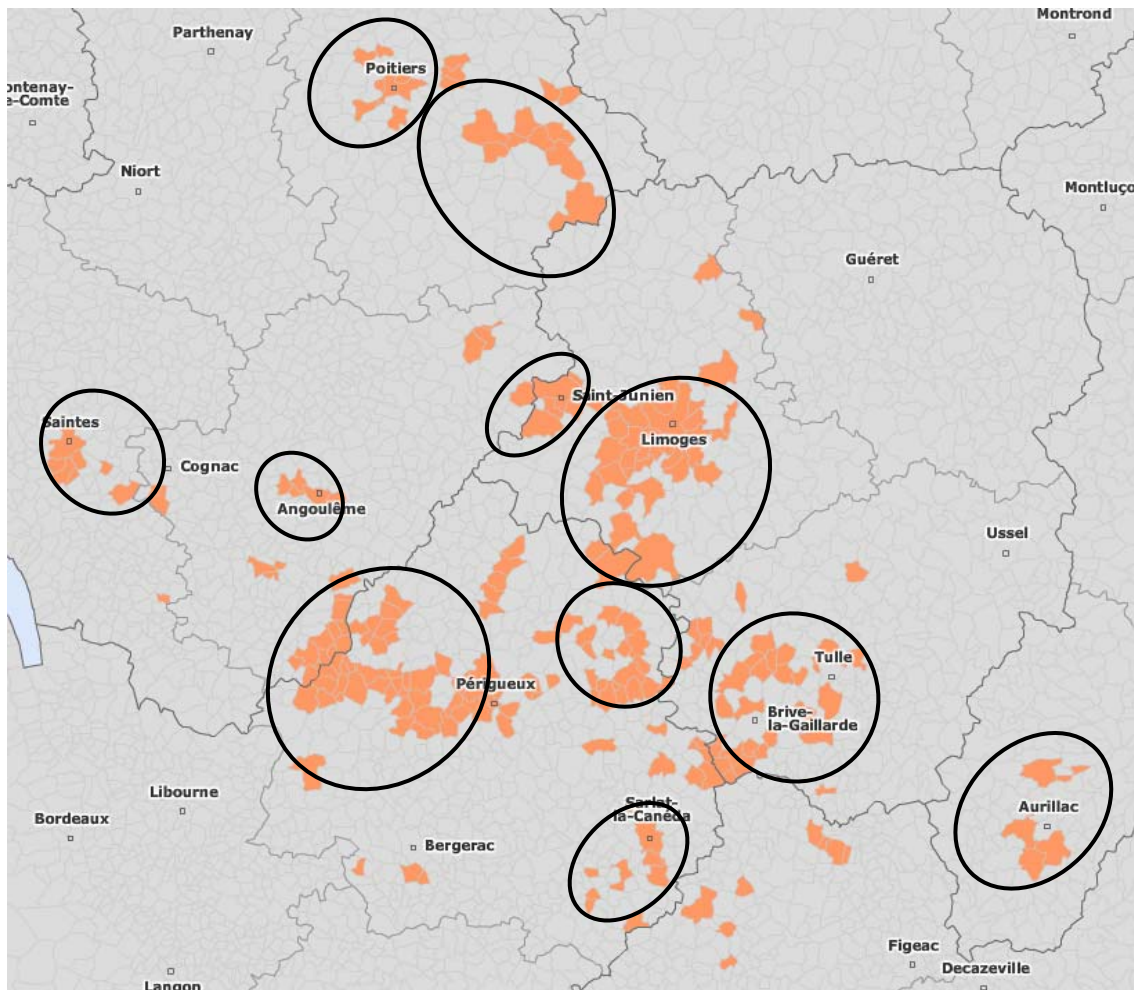 Montrond
Parthenay
Poitiers
ontenay-
e-Comte
Niort
Montluço
Guéret
Saint-Junien
Saintes
Limoges
Cognac
Angoulême
Ussel
Tulle
Périgueux
Brive-
la-Gaillarde
Libourne
Sarlat-
la-Canéda
Aurillac
Bordeaux
Bergerac
Figeac
Decazeville
Langon